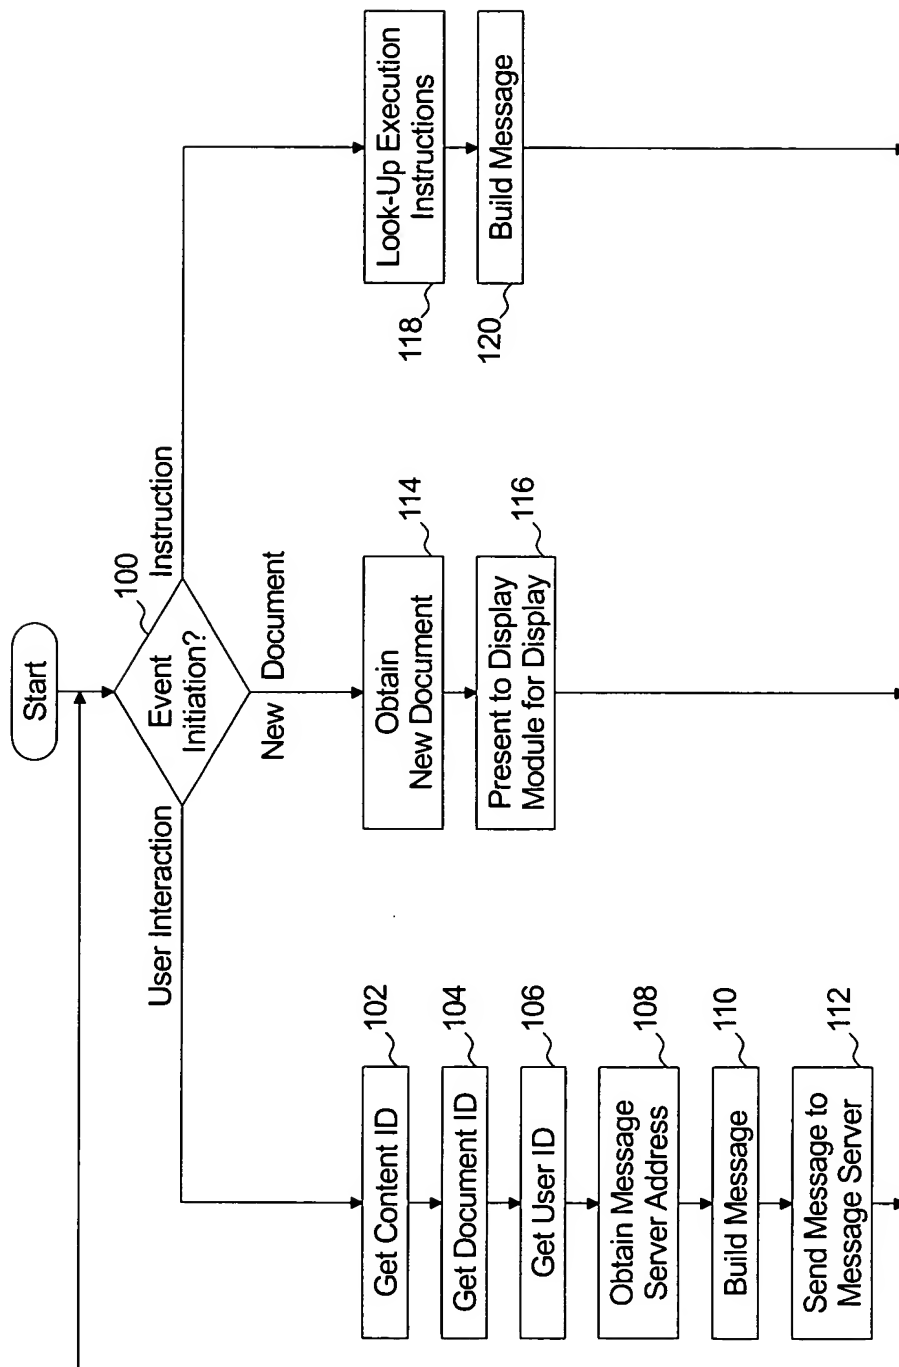 Start
100
Event
Initiation?
User Interaction
New Document
Instruction
Get Content ID
102
Get Document ID
104
Get User ID
106
Obtain Message
Server Address
108
Build Message
110
Send Message to
Message Server
112
Obtain
New Document
114
Present to Display
Module for Display
116
Look-Up Execution
Instructions
118
Build Message
120